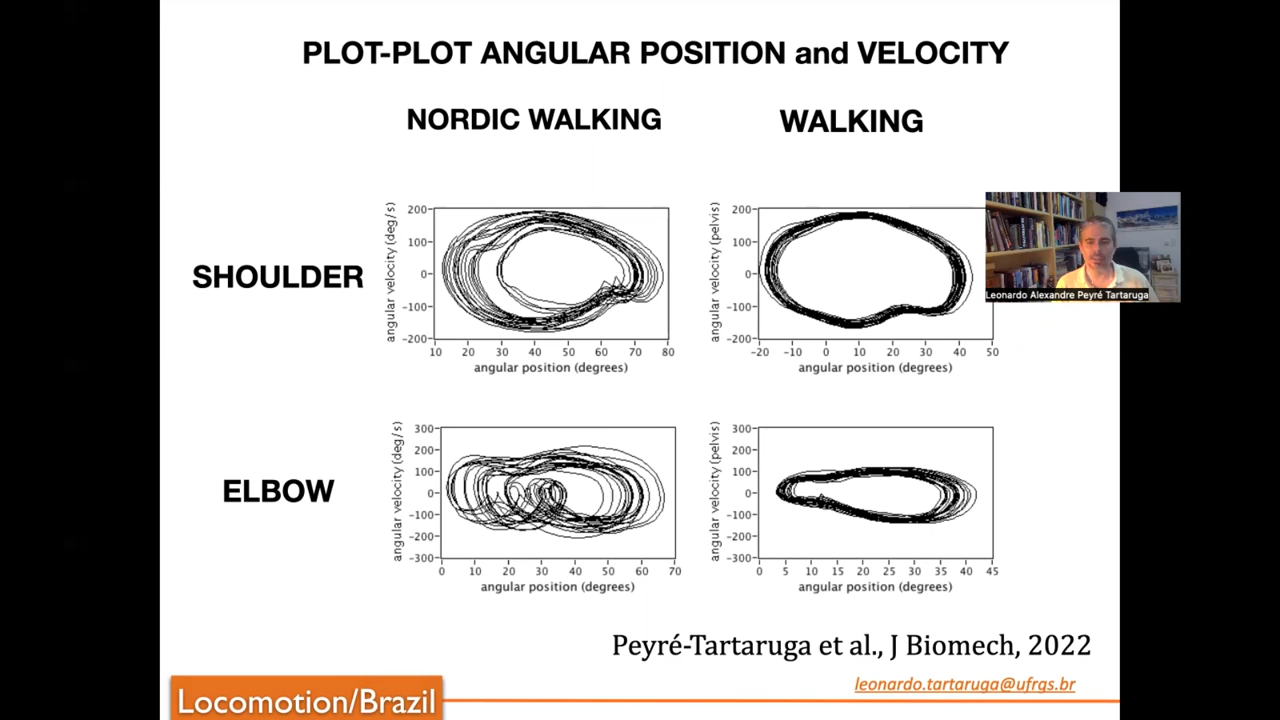 PLOT-PLOT ANGULAR POSITION and VELOCITY
NORDIC WALKING
WALKING
SHOULDER
angular velocity (deg/s)
200
100
0
-100
-200
10 20 30 40 50 60 70 80
angular position (degrees)
angular velocity (pelvis)
200
100
0
-100
-200
-20 -10 0 10 20 30 40 50
angular position (degrees)
Leonardo Alexandre Peyré Tartaruga
ELBOW
angular velocity (deg/s)
300
200
100
0
-100
-200
-300
0 10 20 30 40 50 60 70
angular position (degrees)
angular velocity (pelvis)
300
200
100
0
-100
-200
-300
0 5 10 15 20 25 30 35 40 45
angular position (degrees)
Peyré-Tartaruga et al., J Biomech, 2022
leonardo.tartaruga@ufrgs.br
Locomotion/Brazil